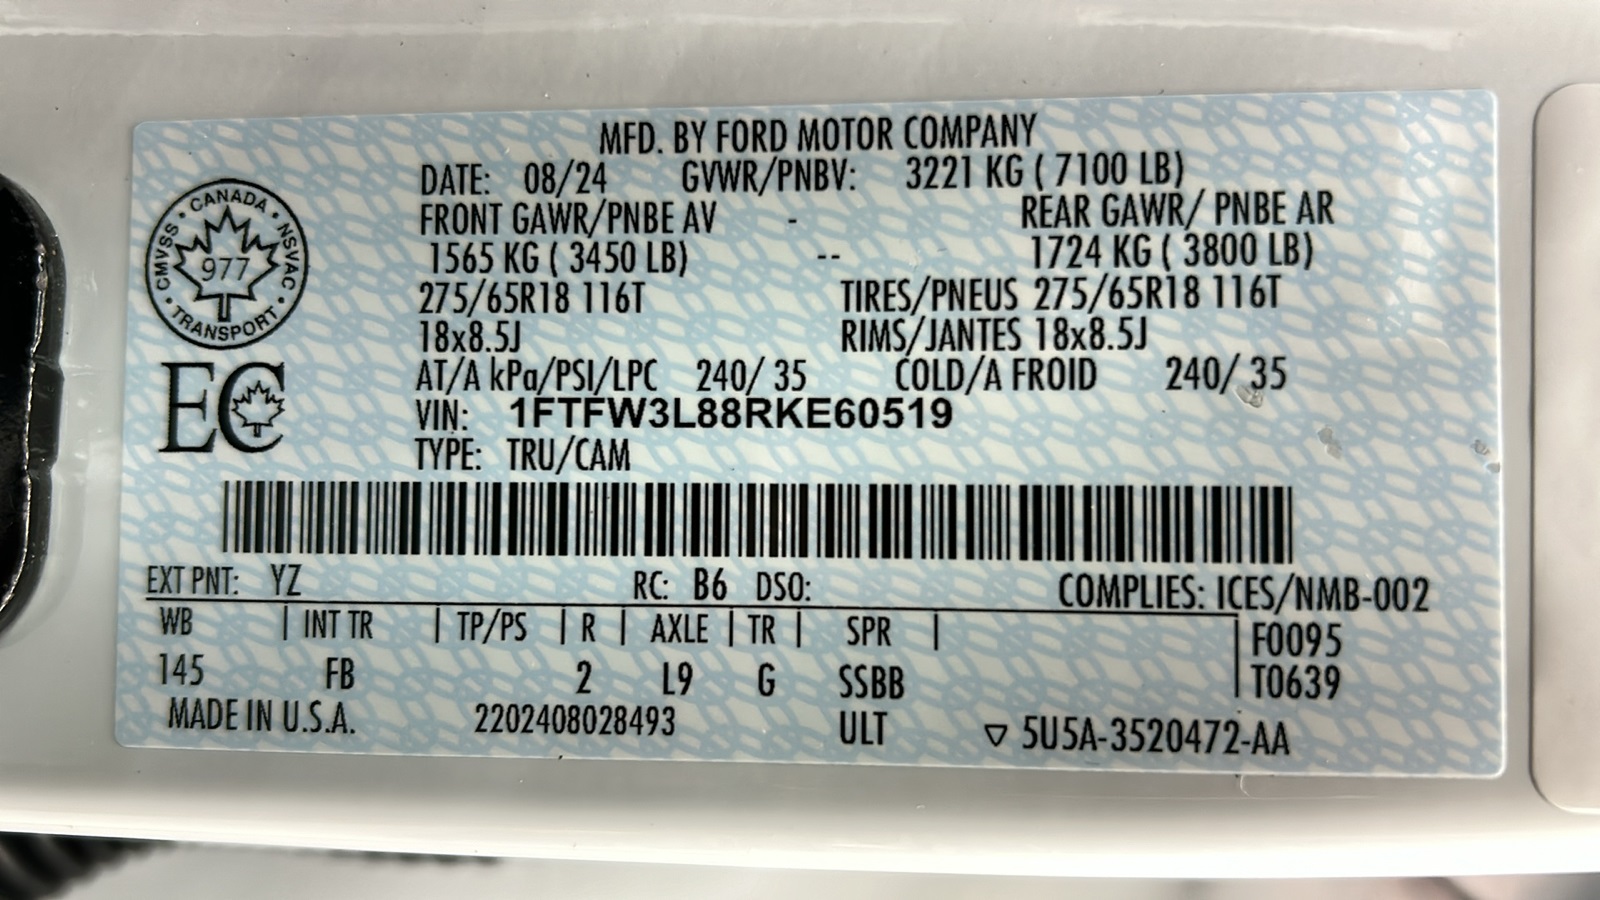 MFD. BY FORD MOTOR COMPANY
DATE: 08/24 GVWR/PNBV: 3221 KG ( 7100 LB)
FRONT GAWR/PNBE AV - REAR GAWR/ PNBE AR
1565 KG ( 3450 LB) -- 1724 KG ( 3800 LB)
275/65R18 116T TIRES/PNEUS 275/65R18 116T
18x8.5J RIMS/JANTES 18x8.5J
AT/A kPa/PSI/LPC 240/ 35 COLD/A FROID 240/ 35
VIN: 1FTFW3L88RKE60519
TYPE: TRU/CAM
CANADA
CMVSS • NSVAC
977
TRANSPORT
EC
EXT PNT: YZ RC: B6 DSO: COMPLIES: ICES/NMB-002
WB | INT TR | TP/PS | R | AXLE | TR | SPR | F0095
145 FB 2 L9 G SSBB T0639
MADE IN U.S.A. 2202408028493 ULT ▽ 5U5A-3520472-AA